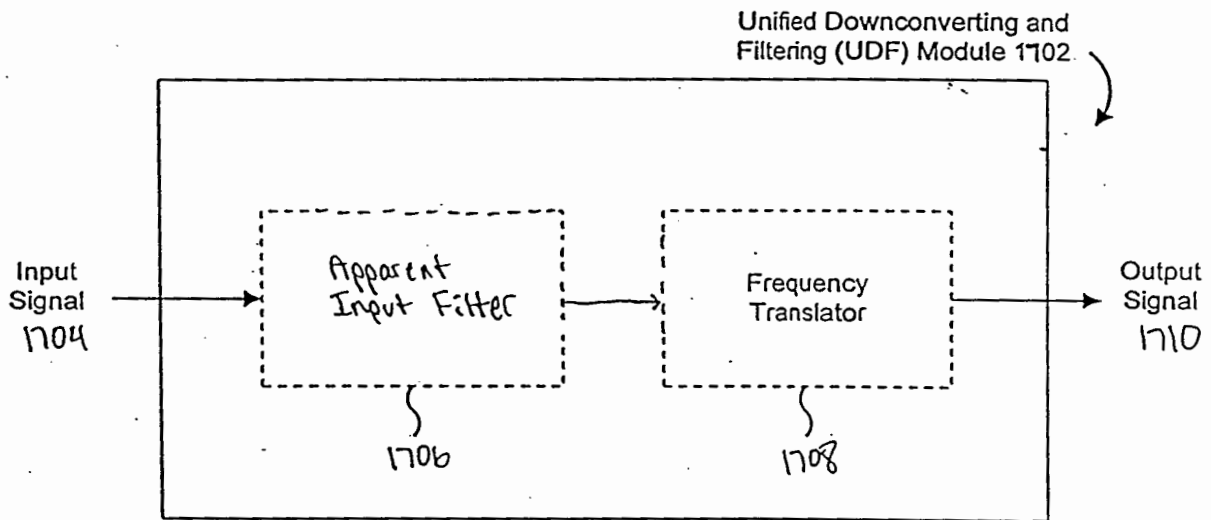 Unified Downconverting and
Filtering (UDF) Module 1702
Input
Signal
1704
Apparent
Input Filter
1706
Frequency
Translator
1708
Output
Signal
1710